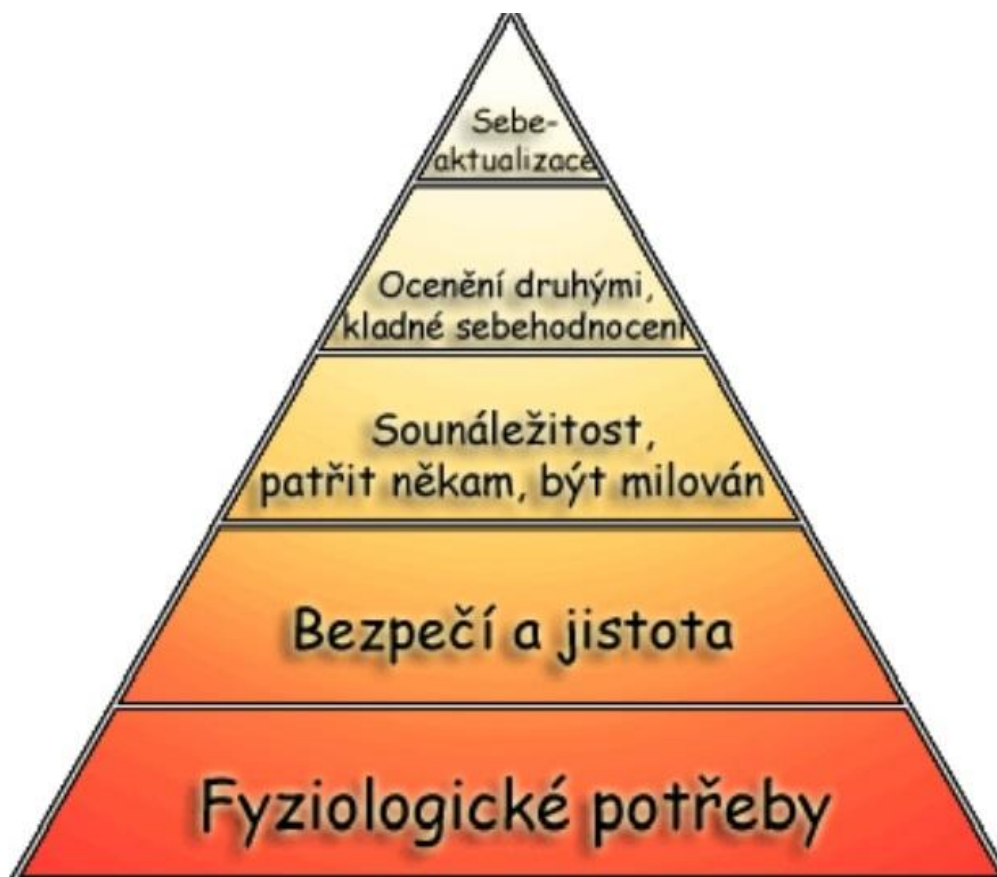 Sebe-
aktualizace
Ocenění druhými,
kladné sebehodnocení
Sounáležitost,
patřit někam, být milován
Bezpečí a jistota
Fyziologické potřeby